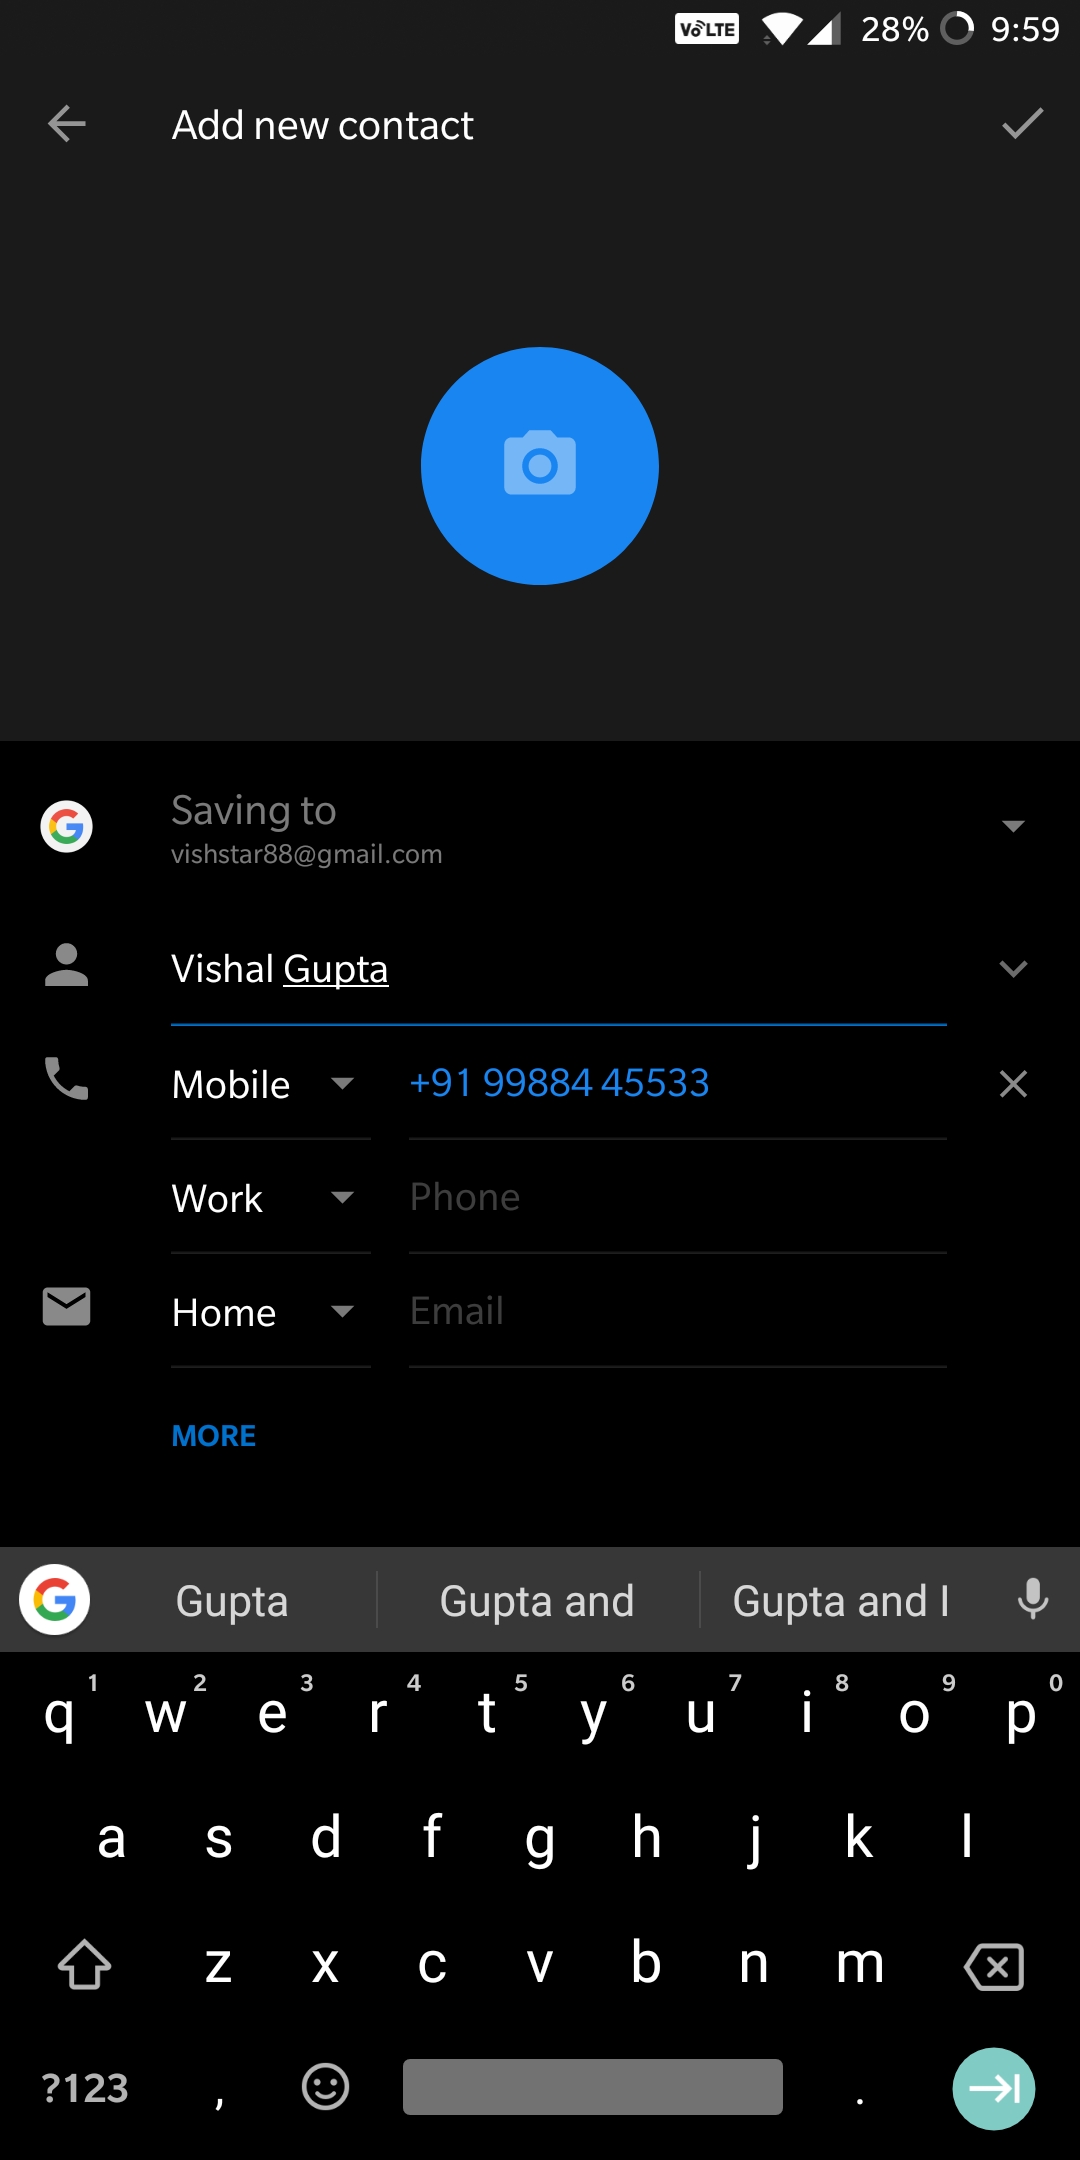 VoLTE 28% 9:59
Add new contact
Saving to
vishstar88@gmail.com
Vishal Gupta
Mobile +91 99884 45533
Work Phone
Home Email
MORE
Gupta Gupta and Gupta and I
1 2 3 4 5 6 7 8 9 0
q w e r t y u i o p
a s d f g h j k l
z x c v b n m
?123 , .